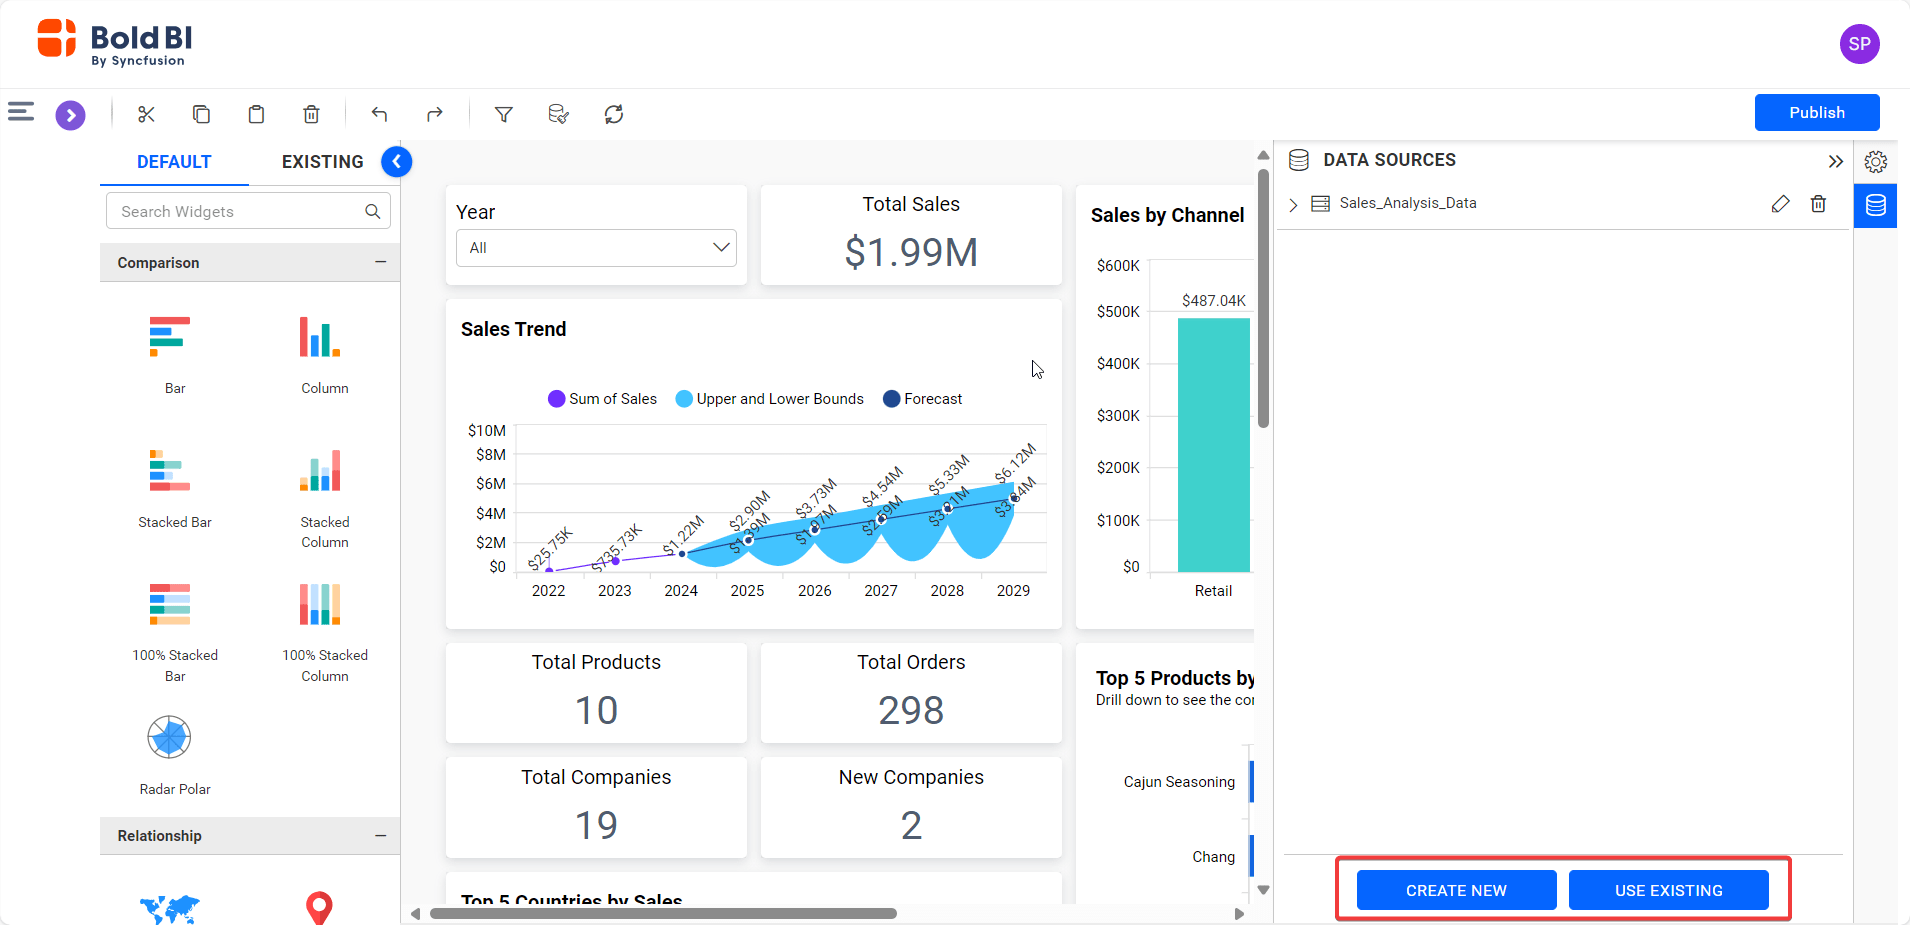 Bold BI
By Syncfusion
SP
Publish
DEFAULT
EXISTING
Search Widgets
Comparison
Bar
Column
Stacked Bar
Stacked
Column
100% Stacked
Bar
100% Stacked
Column
Radar Polar
Relationship
Year
All
Total Sales
$1.99M
Sales Trend
Sum of Sales
Upper and Lower Bounds
Forecast
$10M
$8M
$6M
$4M
$2M
$0
$25.75K
$735.73K
$1.22M
$2.90M
$1.39M
$3.73M
$1.97M
$4.54M
$2.59M
$5.33M
$3.21M
$6.12M
$3.84M
2022
2023
2024
2025
2026
2027
2028
2029
Total Products
10
Total Orders
298
Total Companies
19
New Companies
2
Top 5 Countries by Sales
Sales by Channel
$600K
$500K
$400K
$300K
$200K
$100K
$0
$487.04K
Retail
Top 5 Products by
Drill down to see the cor
Cajun Seasoning
Chang
DATA SOURCES
Sales_Analysis_Data
CREATE NEW
USE EXISTING